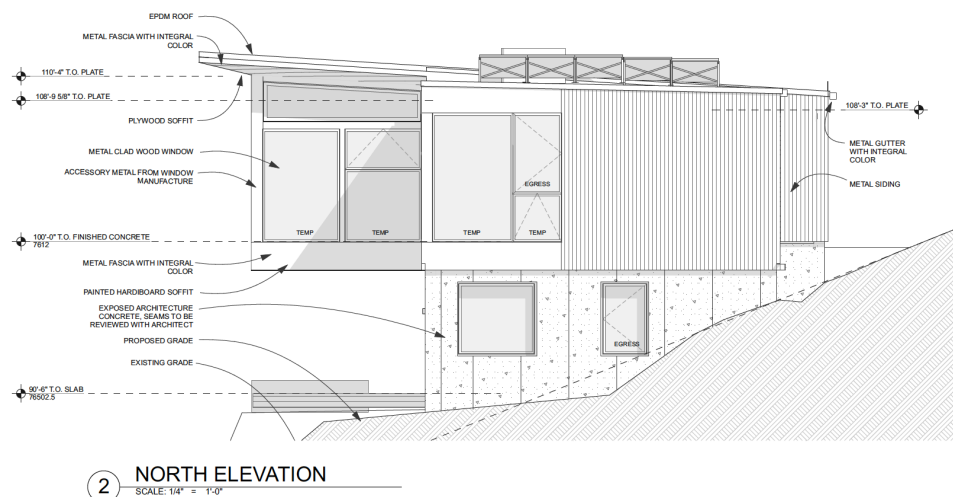 EPDM ROOF
METAL FASCIA WITH INTEGRAL
COLOR
110'-4" T.O. PLATE
108'-9 5/8" T.O. PLATE
108'-3" T.O. PLATE
PLYWOOD SOFFIT
METAL GUTTER
WITH INTEGRAL
COLOR
METAL CLAD WOOD WINDOW
ACCESSORY METAL FROM WINDOW
MANUFACTURE
METAL SIDING
EGRESS
TEMP
TEMP
TEMP
TEMP
100'-0" T.O. FINISHED CONCRETE
7612
METAL FASCIA WITH INTEGRAL
COLOR
PAINTED HARDIBOARD SOFFIT
EXPOSED ARCHITECTURE
CONCRETE, SEAMS TO BE
REVIEWED WITH ARCHITECT
PROPOSED GRADE
EGRESS
EXISTING GRADE
90'-6" T.O. SLAB
76502.5
2
NORTH ELEVATION
SCALE: 1/4" = 1'-0"